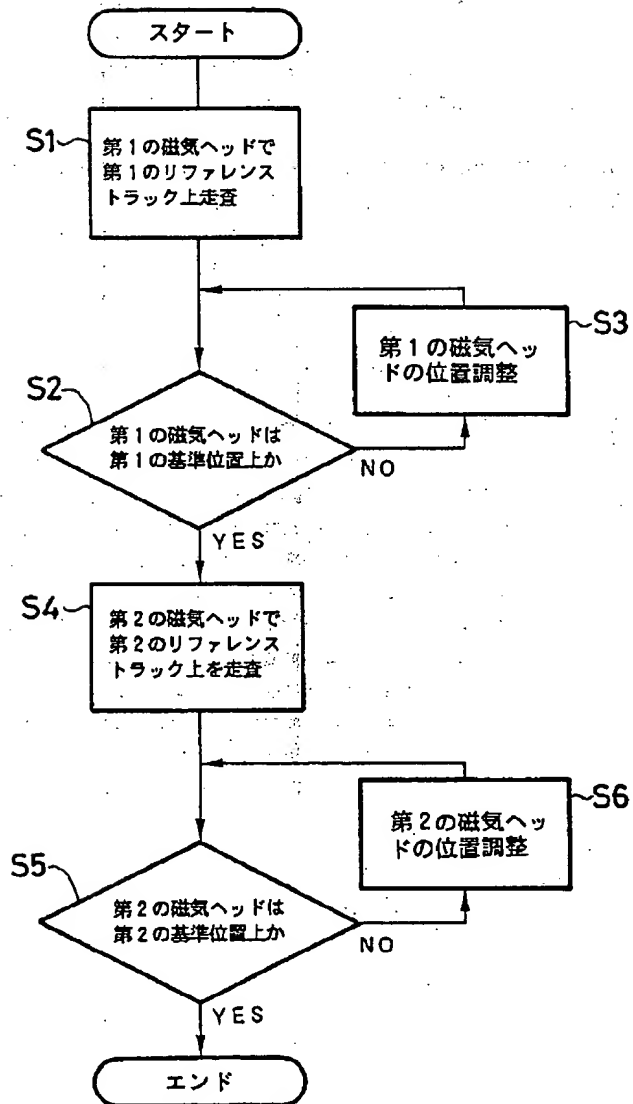 スタート
S1
第1の磁気ヘッドで
第1のリファレンス
トラック上走査
S3
第1の磁気ヘッ
ドの位置調整
S2
第1の磁気ヘッドは
第1の基準位置上か
NO
YES
S4
第2の磁気ヘッドで
第2のリファレンス
トラック上を走査
S6
第2の磁気ヘッ
ドの位置調整
S5
第2の磁気ヘッドは
第2の基準位置上か
NO
YES
エンド